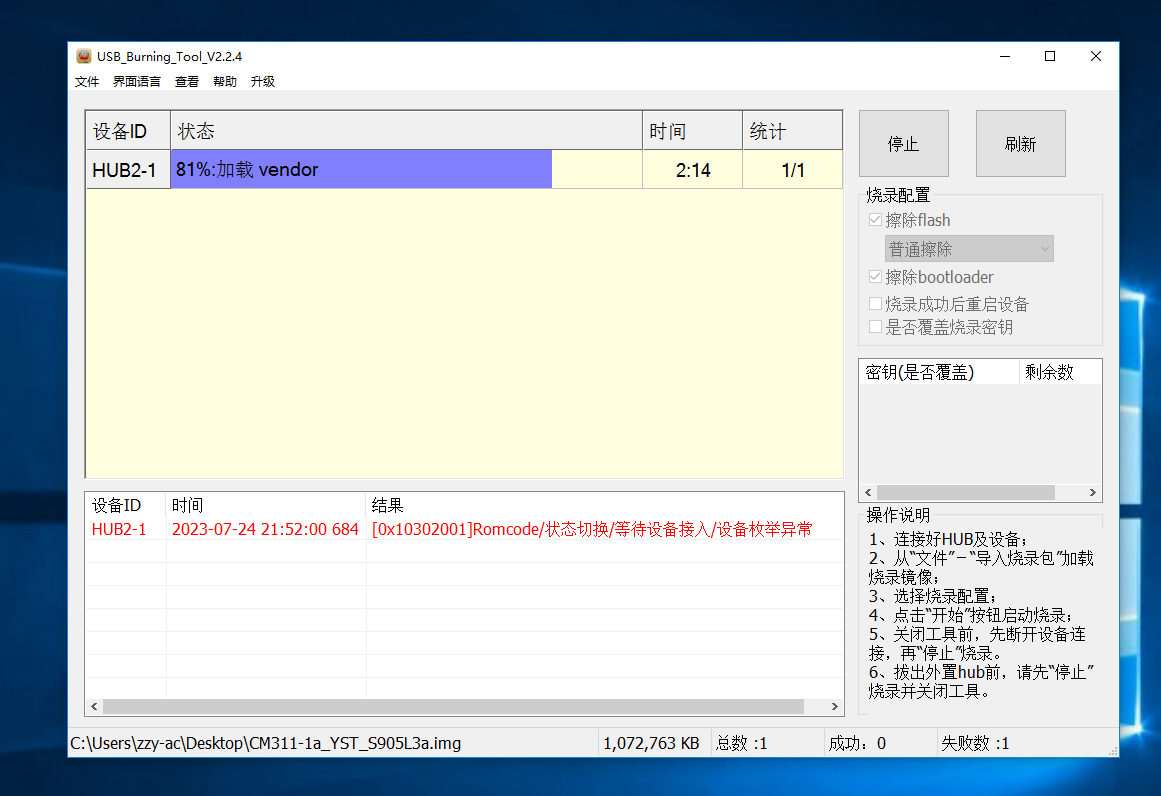 USB_Burning_Tool_V2.2.4
文件 界面语言 查看 帮助 升级
设备ID 状态 时间 统计
HUB2-1 81%:加载 vendor 2:14 1/1
停止 刷新
烧录配置
擦除flash
普通擦除
擦除bootloader
烧录成功后重启设备
是否覆盖烧录密钥
密钥(是否覆盖) 剩余数
设备ID 时间 结果
HUB2-1 2023-07-24 21:52:00 684 [0x10302001]Romcode/状态切换/等待设备接入/设备枚举异常
操作说明
1、连接好HUB及设备；
2、从“文件”－“导入烧录包”加载
烧录镜像；
3、选择烧录配置；
4、点击“开始”按钮启动烧录；
5、关闭工具前，先断开设备连
接，再“停止”烧录。
6、拔出外置hub前，请先“停止”
烧录并关闭工具。
C:\Users\zzy-ac\Desktop\CM311-1a_YST_S905L3a.img 1,072,763 KB 总数 :1 成功：0 失败数 :1